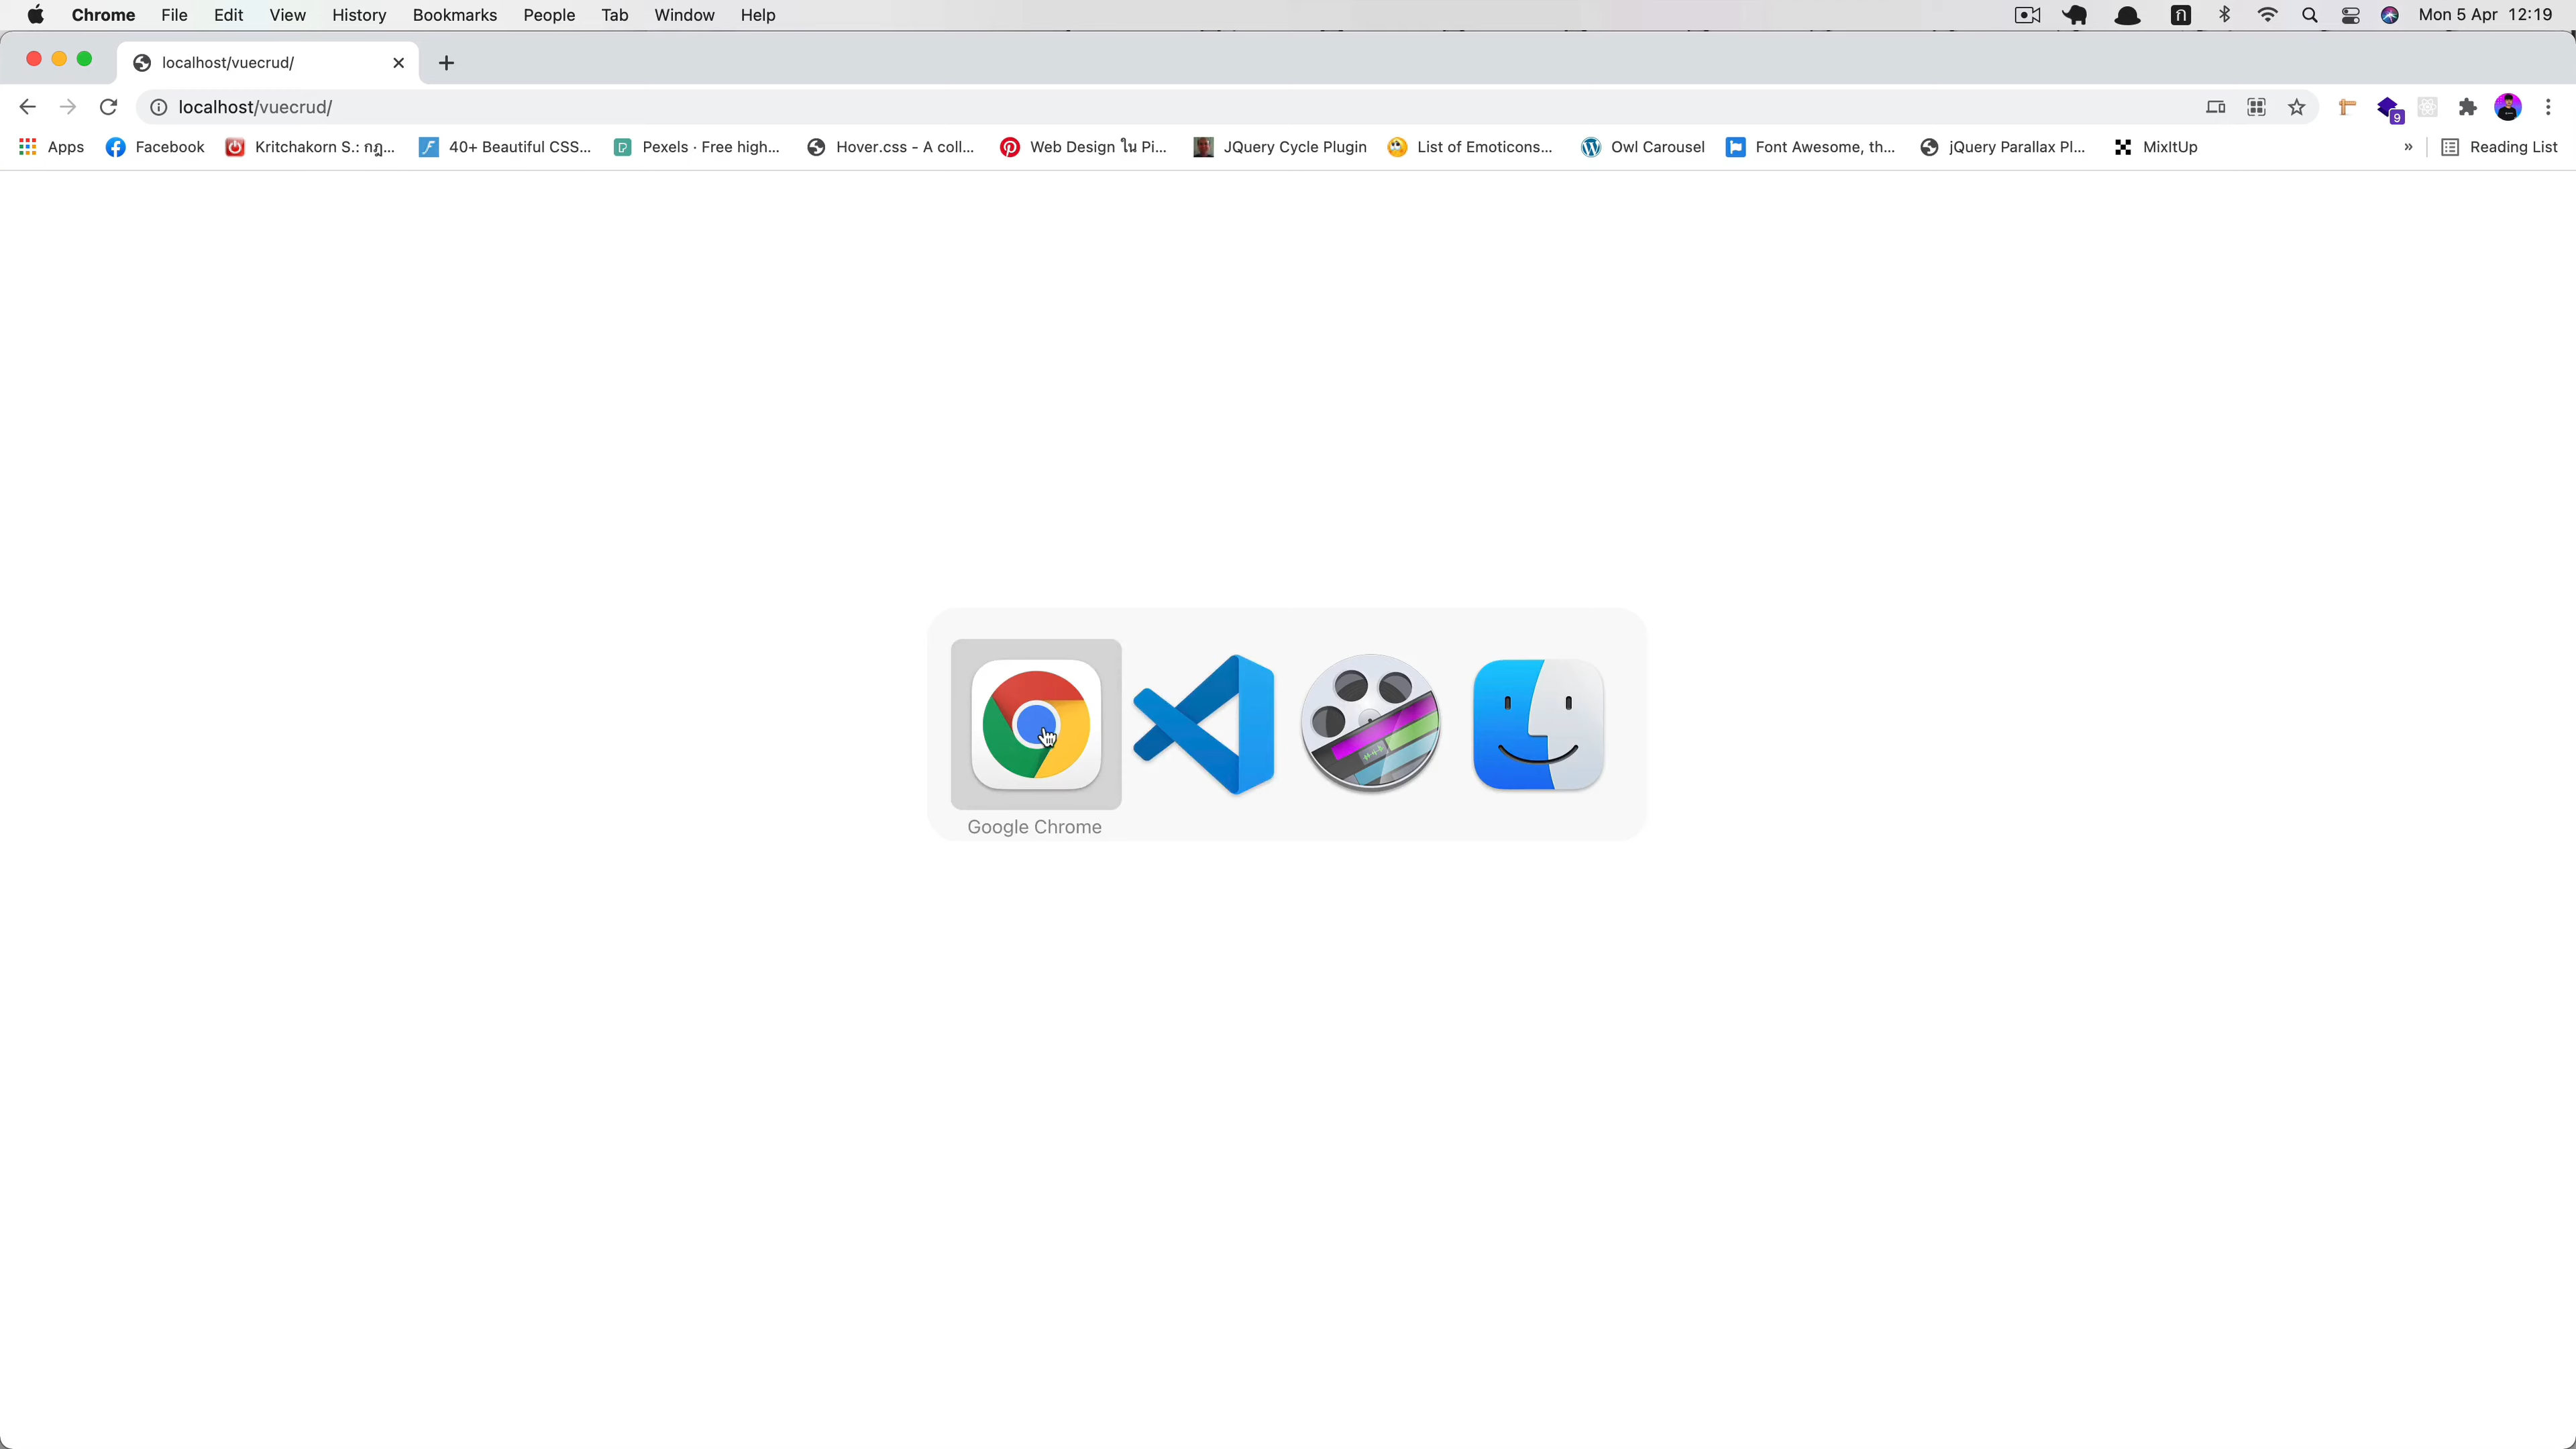 Chrome File Edit View History Bookmarks People Tab Window Help ก Mon 5 Apr 12:19
localhost/vuecrud/
localhost/vuecrud/
9
Apps Facebook Kritchakorn S.: กฎ... 40+ Beautiful CSS... Pexels · Free high... Hover.css - A coll... Web Design ใน Pi... JQuery Cycle Plugin List of Emoticons... Owl Carousel Font Awesome, th... jQuery Parallax Pl... MixItUp » Reading List
Google Chrome